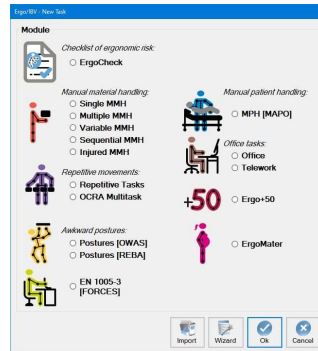 Ergo/IBV - New Task
Module
Checklist of ergonomic risk:
ErgoCheck
Manual material handling:
Single MMH
Multiple MMH
Variable MMH
Sequential MMH
Injured MMH
Repetitive movements:
Repetitive Tasks
OCRA Multitask
Awkward postures:
Postures [OWAS]
Postures [REBA]
EN 1005-3
[FORCES]
Manual patient handling:
MPH [MAPO]
Office tasks:
Office
Telework
+50
Ergo+50
ErgoMater
Import
Wizard
Ok
Cancel